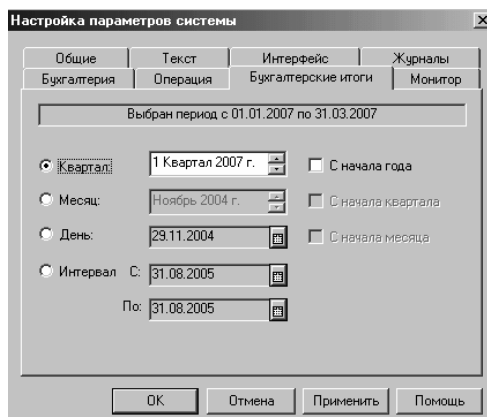 Настройка параметров системы
Общие Текст Интерфейс Журналы
Бухгалтерия Операция Бухгалтерские итоги Монитор
Выбран период с 01.01.2007 по 31.03.2007
Квартал: 1 Квартал 2007 г. С начала года
Месяц: Ноябрь 2004 г. С начала квартала
День: 29.11.2004 С начала месяца
Интервал С: 31.08.2005
По: 31.08.2005
OK Отмена Применить Помощь